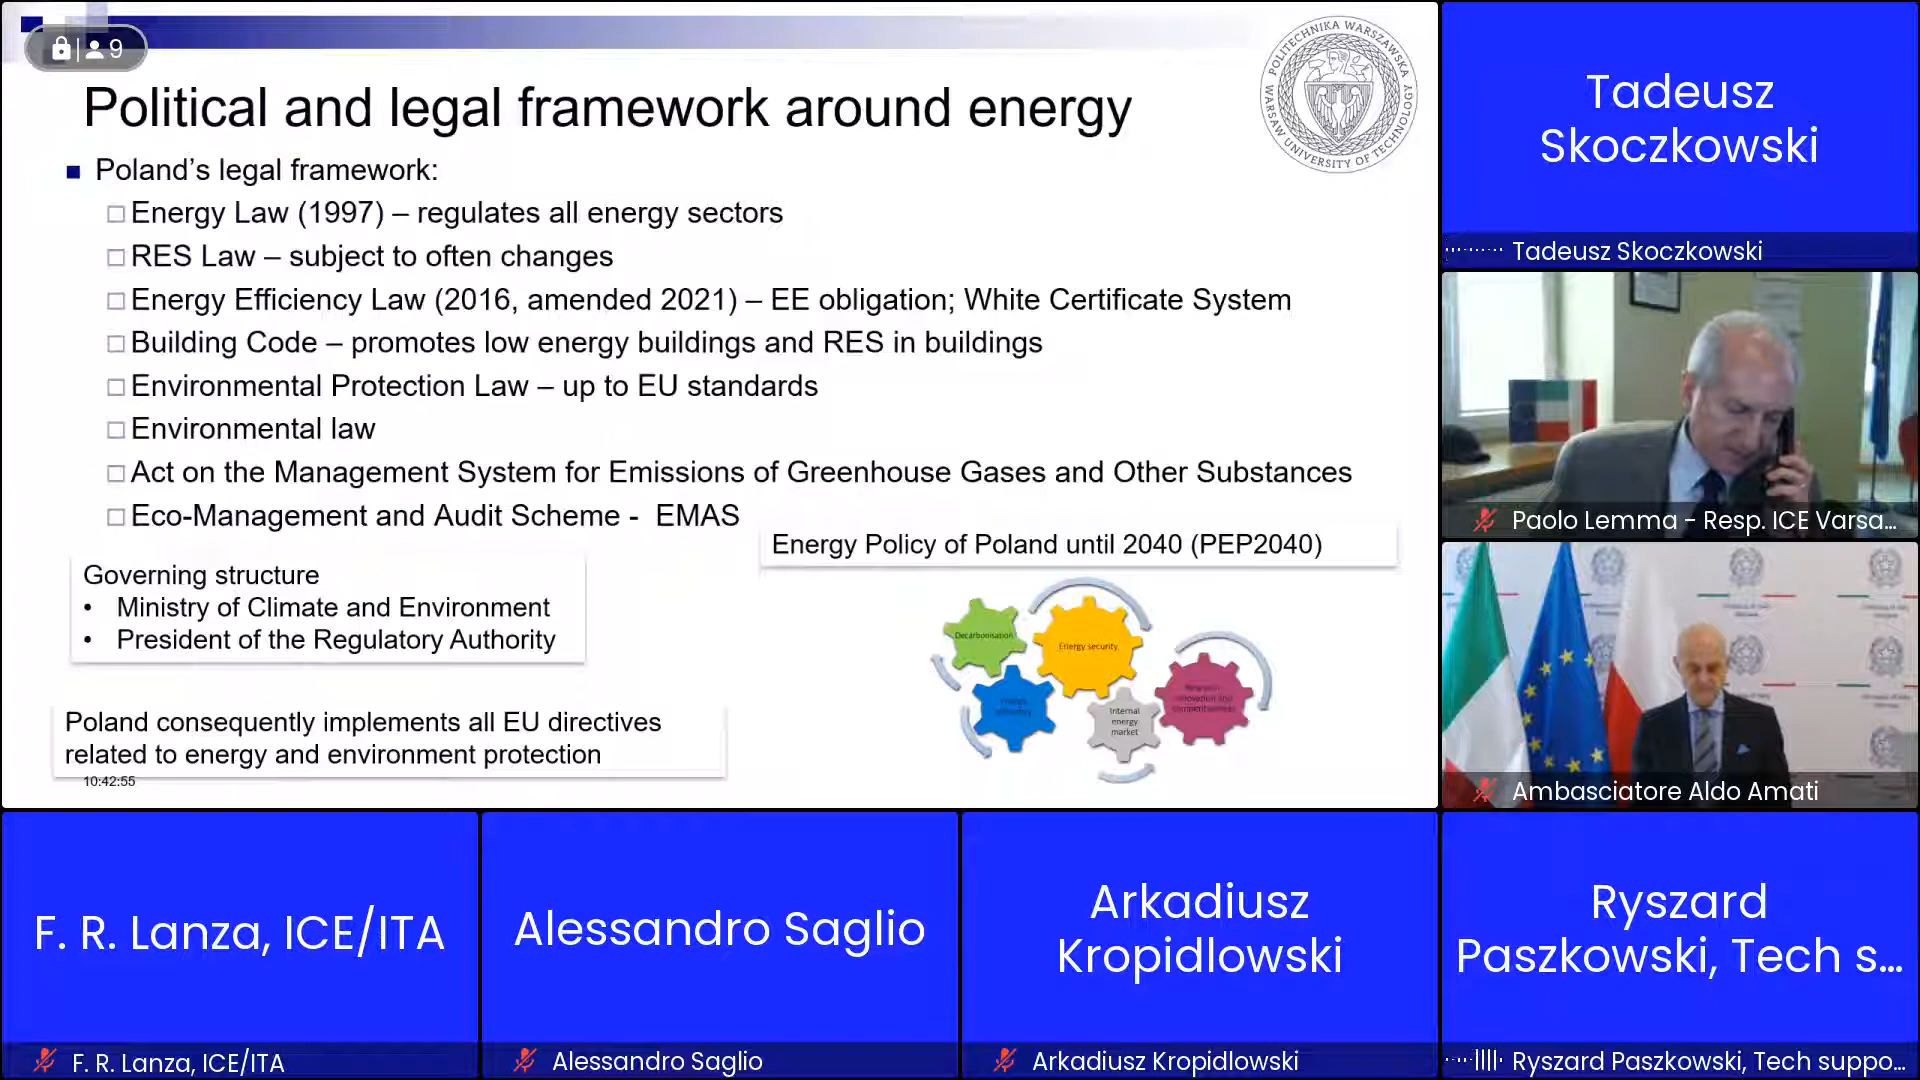 9
Political and legal framework around energy
POLITECHNIKA WARSZAWSKA
WARSAW UNIVERSITY OF TECHNOLOGY
Poland’s legal framework:
Energy Law (1997) – regulates all energy sectors
RES Law – subject to often changes
Energy Efficiency Law (2016, amended 2021) – EE obligation; White Certificate System
Building Code – promotes low energy buildings and RES in buildings
Environmental Protection Law – up to EU standards
Environmental law
Act on the Management System for Emissions of Greenhouse Gases and Other Substances
Eco-Management and Audit Scheme - EMAS
Energy Policy of Poland until 2040 (PEP2040)
Governing structure
• Ministry of Climate and Environment
• President of the Regulatory Authority
Decarbonisation
Energy security
Internal
energy
market
Poland consequently implements all EU directives
related to energy and environment protection
10:42:55
Tadeusz
Skoczkowski
Tadeusz Skoczkowski
Paolo Lemma - Resp. ICE Varsa...
Ambasciatore Aldo Amati
F. R. Lanza, ICE/ITA
F. R. Lanza, ICE/ITA
Alessandro Saglio
Alessandro Saglio
Arkadiusz
Kropidlowski
Arkadiusz Kropidlowski
Ryszard
Paszkowski, Tech s...
Ryszard Paszkowski, Tech suppo...